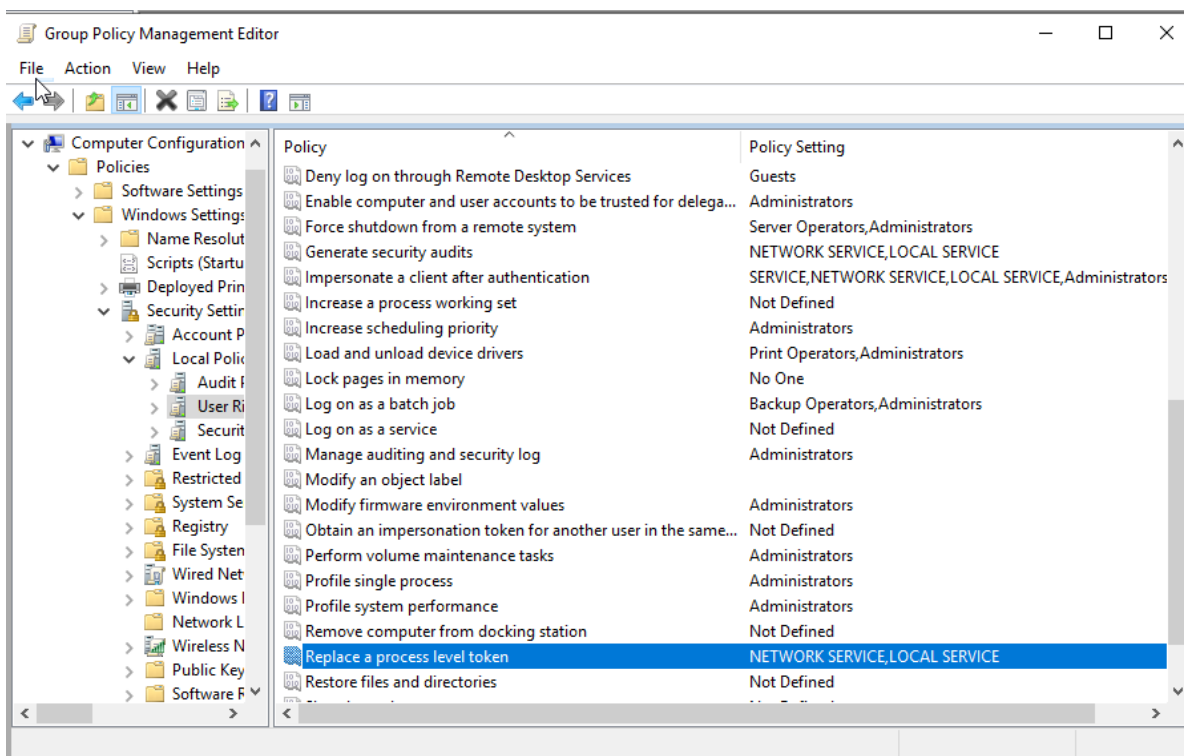 Group Policy Management Editor
File Action View Help
Computer Configuration
Policies
Software Settings
Windows Settings
Name Resolut
Scripts (Startu
Deployed Prin
Security Settin
Account P
Local Polic
Audit P
User Ri
Securit
Event Log
Restricted
System Se
Registry
File System
Wired Net
Windows
Network L
Wireless N
Public Key
Software R
Policy Policy Setting
Deny log on through Remote Desktop Services Guests
Enable computer and user accounts to be trusted for delega... Administrators
Force shutdown from a remote system Server Operators,Administrators
Generate security audits NETWORK SERVICE,LOCAL SERVICE
Impersonate a client after authentication SERVICE,NETWORK SERVICE,LOCAL SERVICE,Administrators
Increase a process working set Not Defined
Increase scheduling priority Administrators
Load and unload device drivers Print Operators,Administrators
Lock pages in memory No One
Log on as a batch job Backup Operators,Administrators
Log on as a service Not Defined
Manage auditing and security log Administrators
Modify an object label
Modify firmware environment values Administrators
Obtain an impersonation token for another user in the same... Not Defined
Perform volume maintenance tasks Administrators
Profile single process Administrators
Profile system performance Administrators
Remove computer from docking station Not Defined
Replace a process level token NETWORK SERVICE,LOCAL SERVICE
Restore files and directories Not Defined